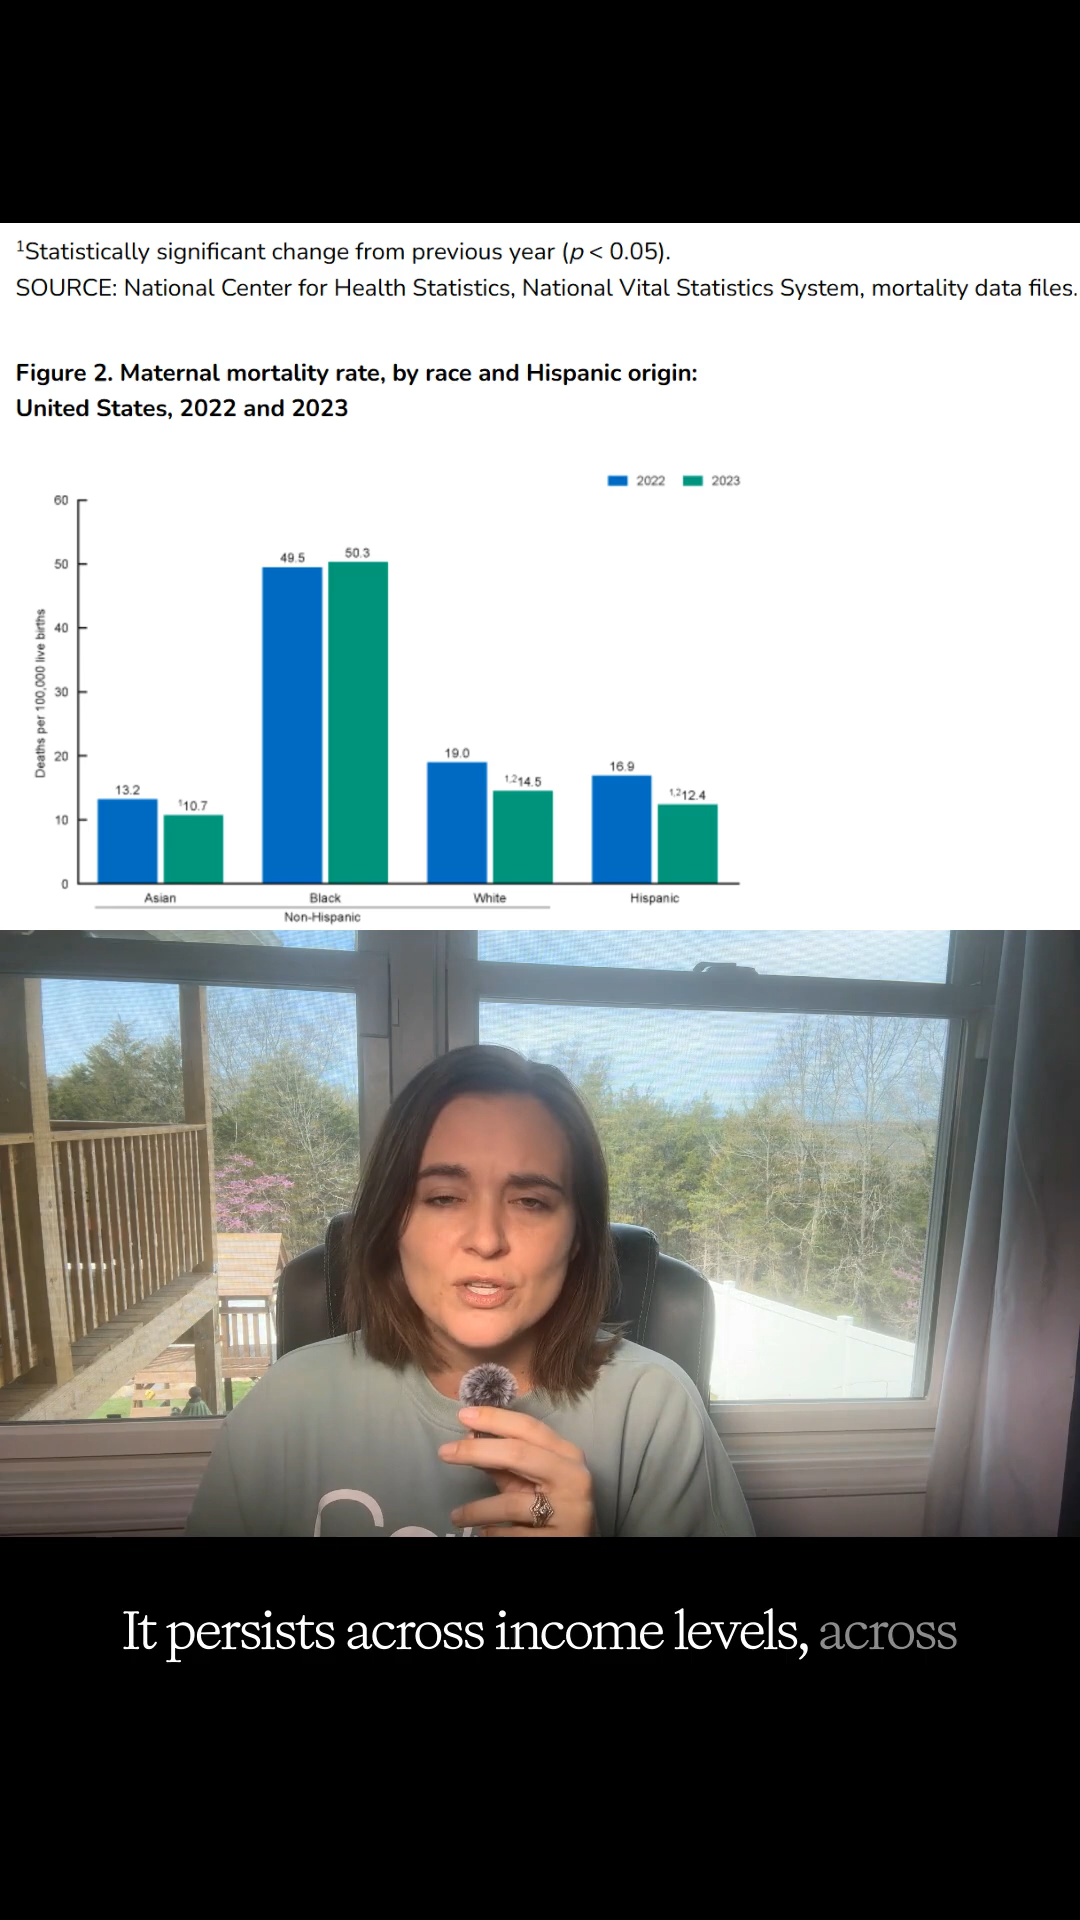 ¹Statistically significant change from previous year (p < 0.05).
SOURCE: National Center for Health Statistics, National Vital Statistics System, mortality data files.
Figure 2. Maternal mortality rate, by race and Hispanic origin:
United States, 2022 and 2023
2022 2023
Deaths per 100,000 live births
60
50
40
30
20
10
0
13.2
¹10.7
49.5
50.3
19.0
¹,²14.5
16.9
¹,²12.4
Asian Black White Hispanic
Non-Hispanic
It persists across income levels, across